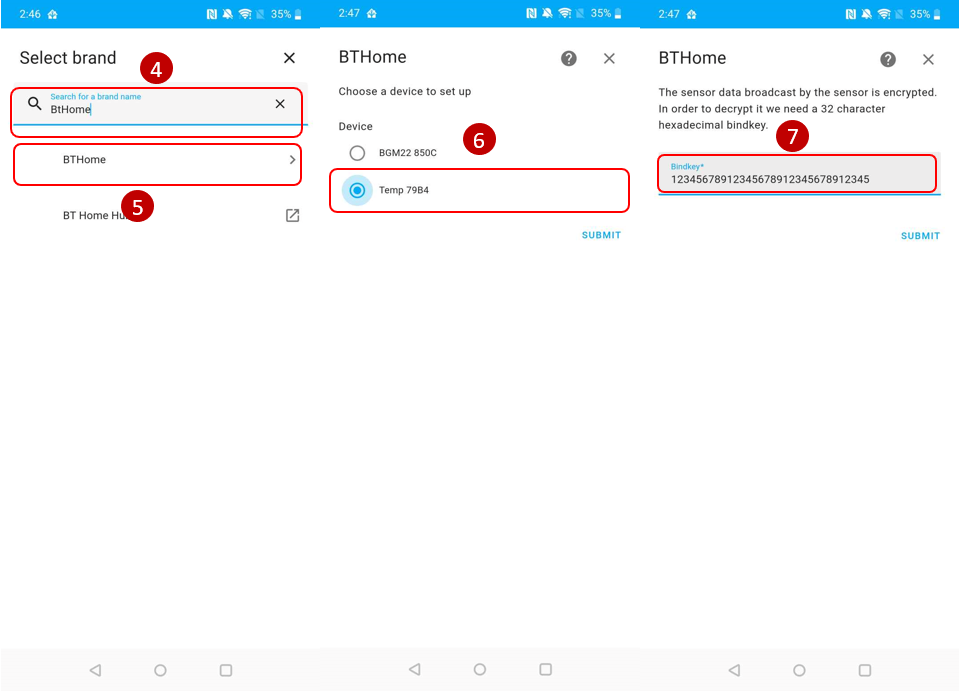 2:46
35%
Select brand
4
Search for a brand name
BtHome
BTHome
5
BT Home Hu
2:47
35%
BTHome
Choose a device to set up
Device
6
BGM22 850C
Temp 79B4
SUBMIT
2:47
35%
BTHome
The sensor data broadcast by the sensor is encrypted.
In order to decrypt it we need a 32 character
hexadecimal bindkey.
7
Bindkey*
12345678912345678912345678912345
SUBMIT